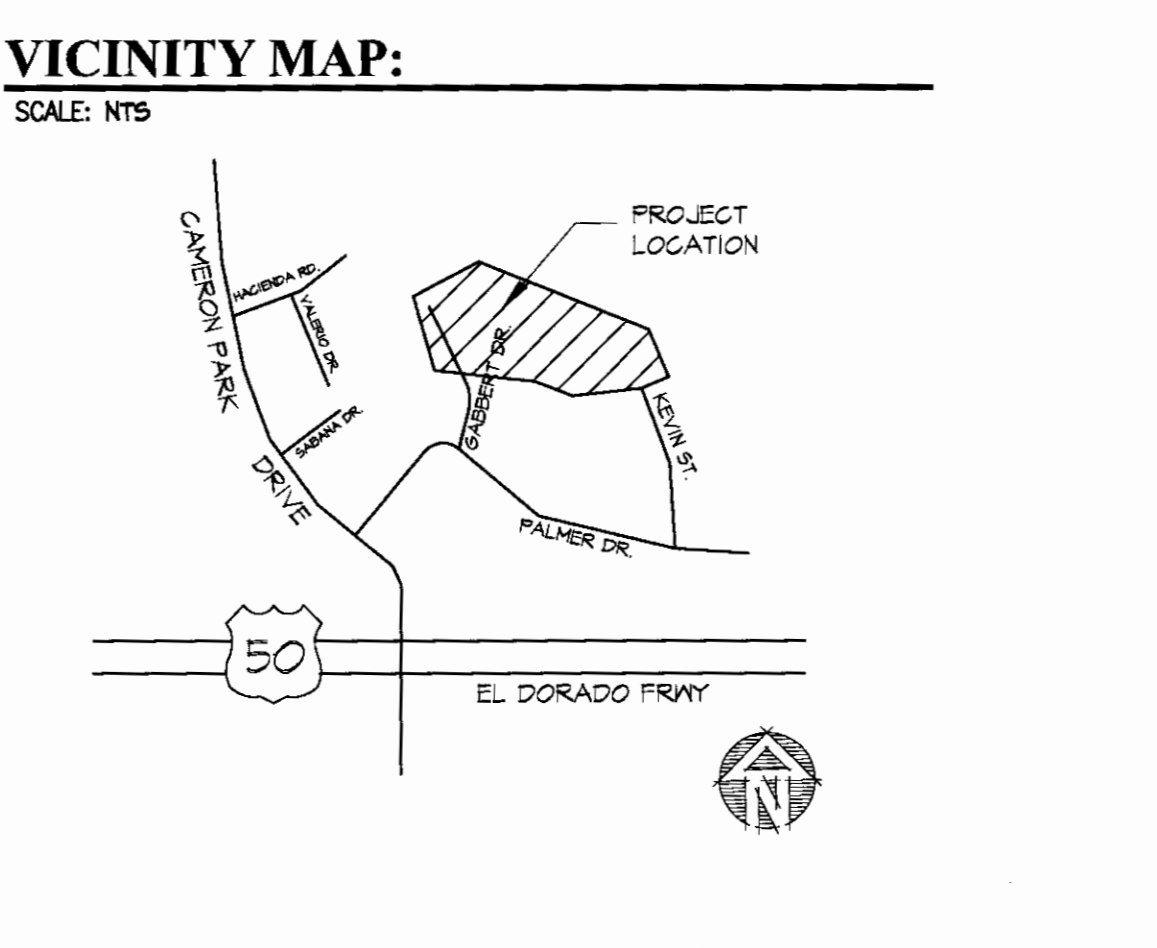 VICINITY MAP:
SCALE: NTS
PROJECT
LOCATION
CAMERON PARK
DRIVE
HACIENDA RD.
VALERIO DR
SABANA DR.
GABBERT DR.
KEVIN ST.
PALMER DR.
50
EL DORADO FRWY
N